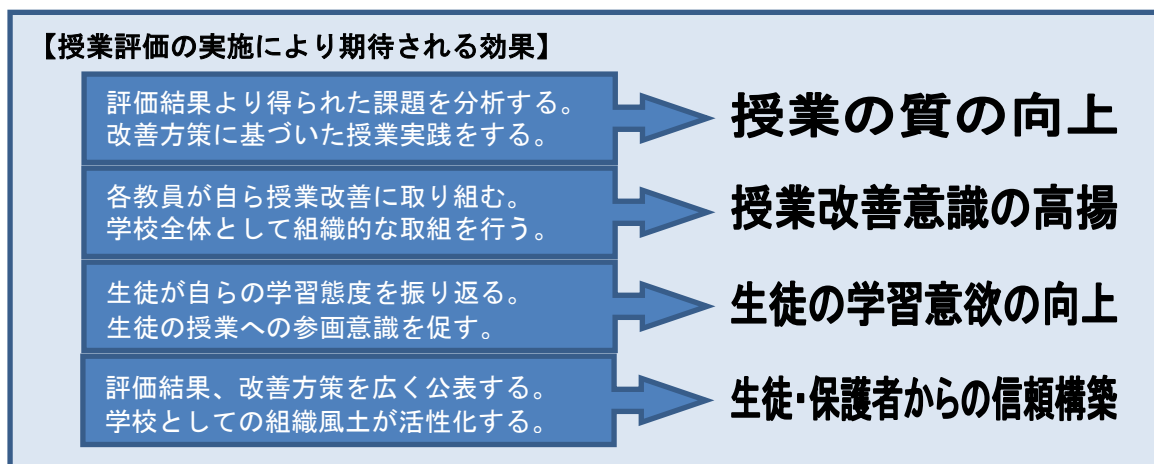 【授業評価の実施により期待される効果】
評価結果より得られた課題を分析する。
改善方策に基づいた授業実践をする。
授業の質の向上
各教員が自ら授業改善に取り組む。
学校全体として組織的な取組を行う。
授業改善意識の高揚
生徒が自らの学習態度を振り返る。
生徒の授業への参画意識を促す。
生徒の学習意欲の向上
評価結果、改善方策を広く公表する。
学校としての組織風土が活性化する。
生徒・保護者からの信頼構築